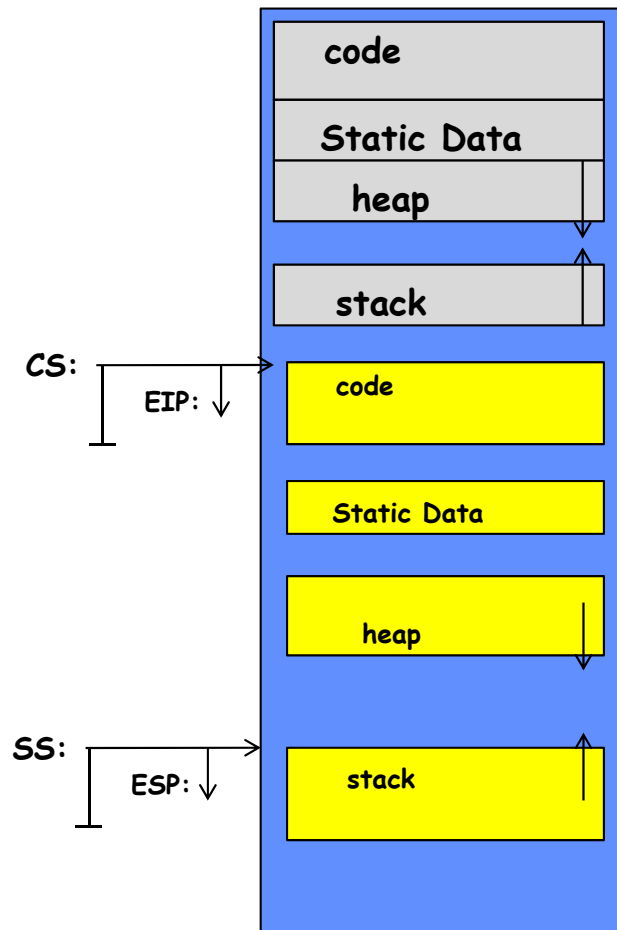 code
Static Data
heap
stack
CS:
EIP:
code
Static Data
heap
SS:
ESP:
stack